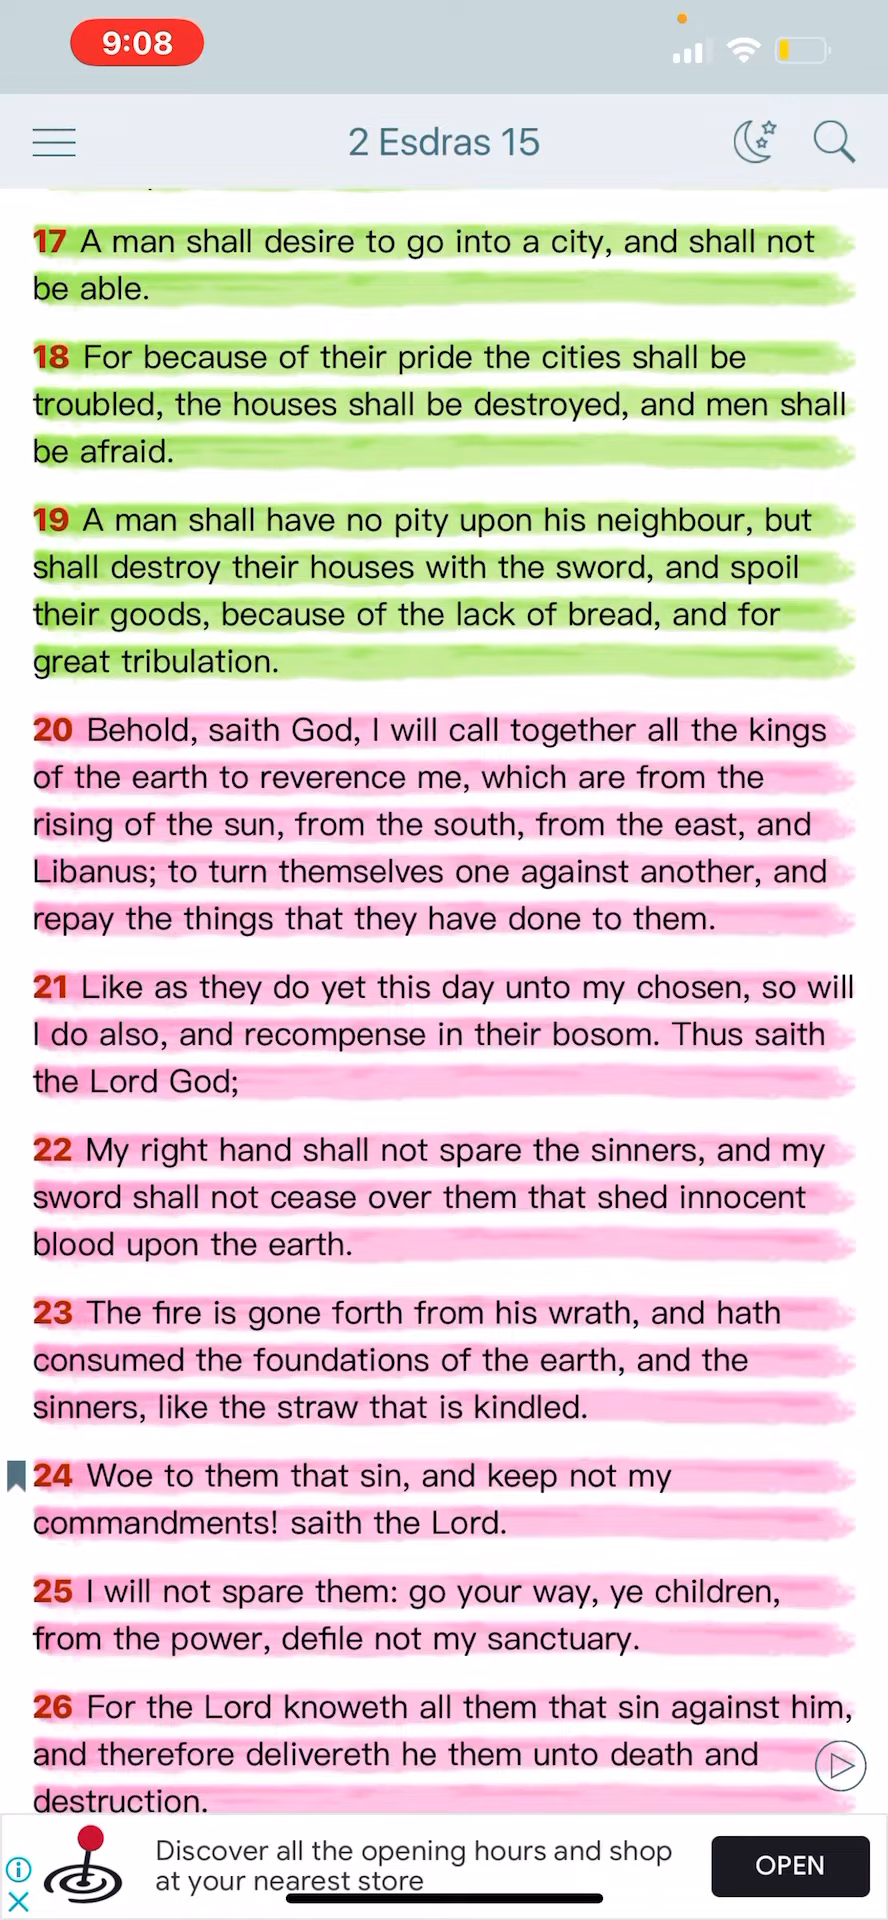 9:08
2 Esdras 15
17 A man shall desire to go into a city, and shall not
be able.
18 For because of their pride the cities shall be
troubled, the houses shall be destroyed, and men shall
be afraid.
19 A man shall have no pity upon his neighbour, but
shall destroy their houses with the sword, and spoil
their goods, because of the lack of bread, and for
great tribulation.
20 Behold, saith God, I will call together all the kings
of the earth to reverence me, which are from the
rising of the sun, from the south, from the east, and
Libanus; to turn themselves one against another, and
repay the things that they have done to them.
21 Like as they do yet this day unto my chosen, so will
I do also, and recompense in their bosom. Thus saith
the Lord God;
22 My right hand shall not spare the sinners, and my
sword shall not cease over them that shed innocent
blood upon the earth.
23 The fire is gone forth from his wrath, and hath
consumed the foundations of the earth, and the
sinners, like the straw that is kindled.
24 Woe to them that sin, and keep not my
commandments! saith the Lord.
25 I will not spare them: go your way, ye children,
from the power, defile not my sanctuary.
26 For the Lord knoweth all them that sin against him,
and therefore delivereth he them unto death and
destruction.
Discover all the opening hours and shop
at your nearest store
OPEN